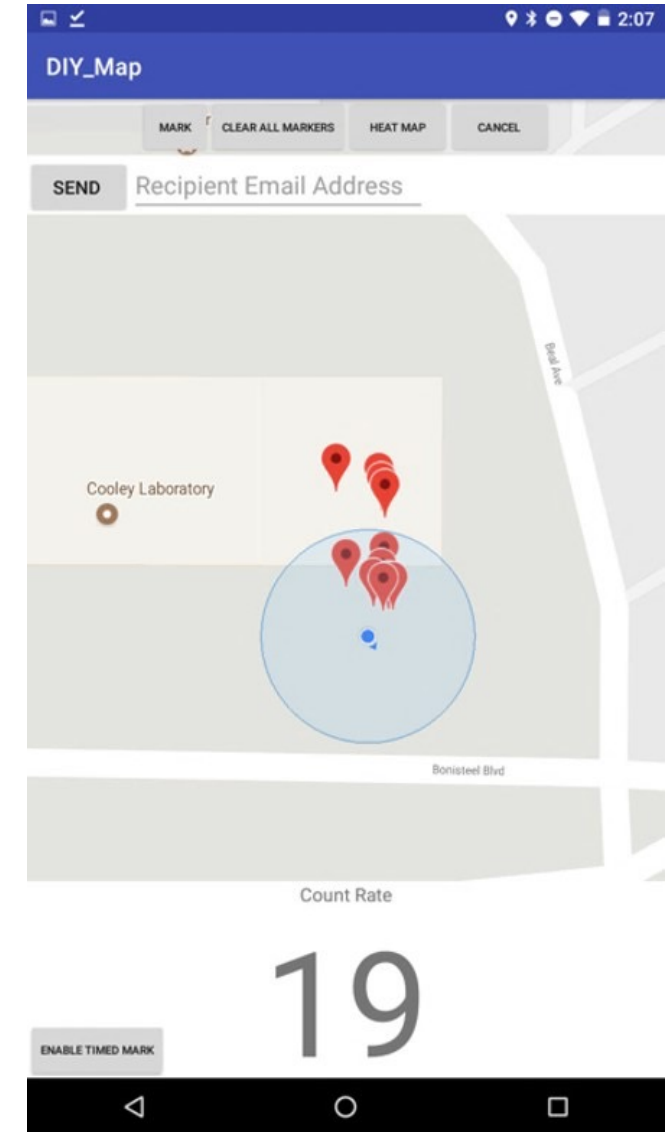 2:07
DIY_Map
MARK CLEAR ALL MARKERS HEAT MAP CANCEL
SEND Recipient Email Address
Beal Ave
Cooley Laboratory
Bonisteel Blvd
Count Rate
19
ENABLE TIMED MARK